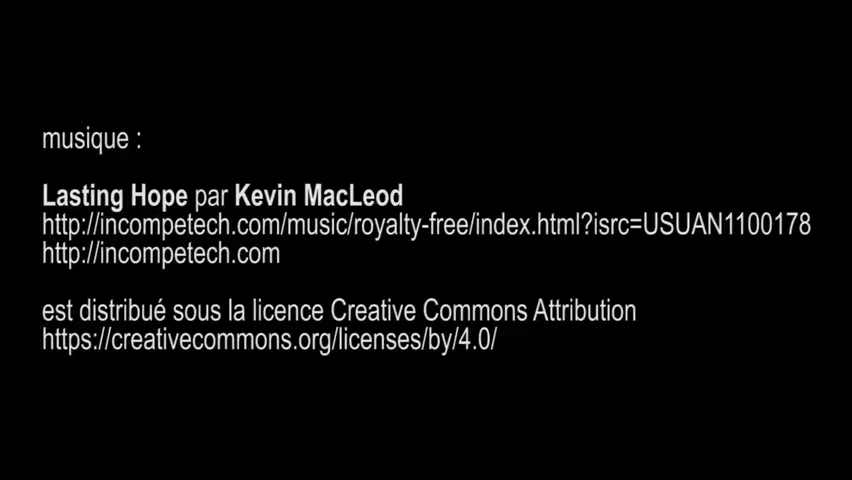 musique :
Lasting Hope par Kevin MacLeod
http://incompetech.com/music/royalty-free/index.html?isrc=USUAN1100178
http://incompetech.com
est distribué sous la licence Creative Commons Attribution
https://creativecommons.org/licenses/by/4.0/